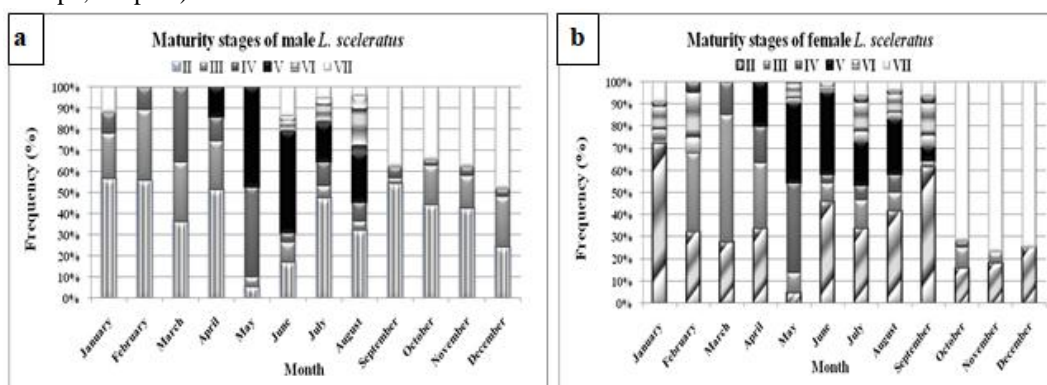 a
Maturity stages of male L. sceleratus
II III IV V VI VII
Frequency (%)
100%
90%
80%
70%
60%
50%
40%
30%
20%
10%
0%
January February March April May June July August September October November December
Month
b
Maturity stages of female L. sceleratus
II III IV V VI VII
Frequency (%)
100%
90%
80%
70%
60%
50%
40%
30%
20%
10%
0%
January February March April May June July August September October November December
Month